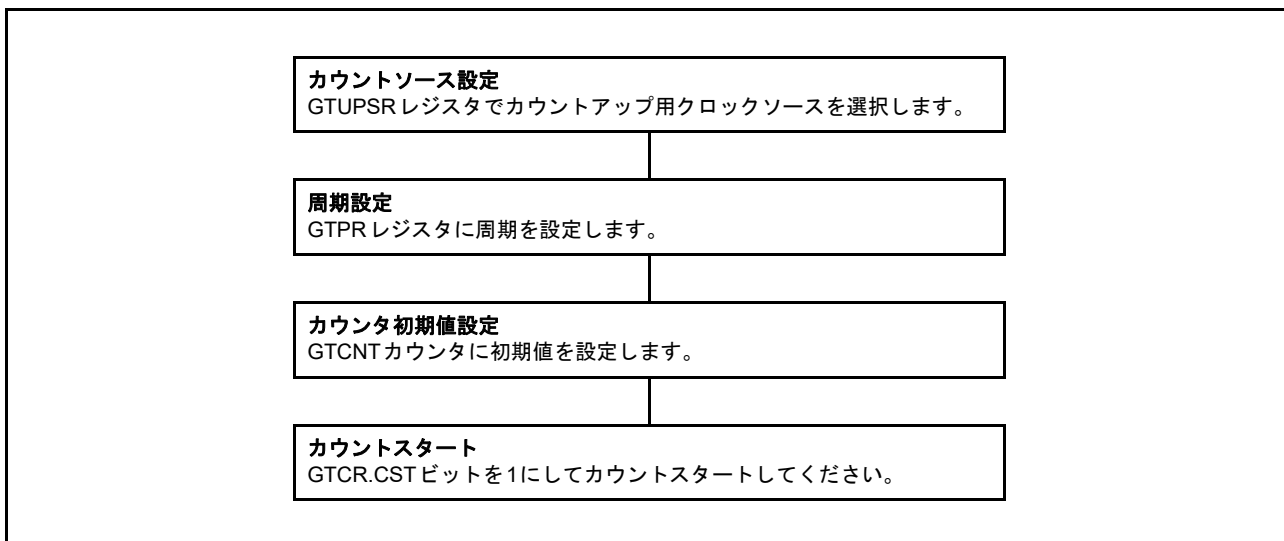 カウントソース設定
GTUPSRレジスタでカウントアップ用クロックソースを選択します。
周期設定
GTPRレジスタに周期を設定します。
カウンタ初期値設定
GTCNTカウンタに初期値を設定します。
カウントスタート
GTCR.CSTビットを1にしてカウントスタートしてください。